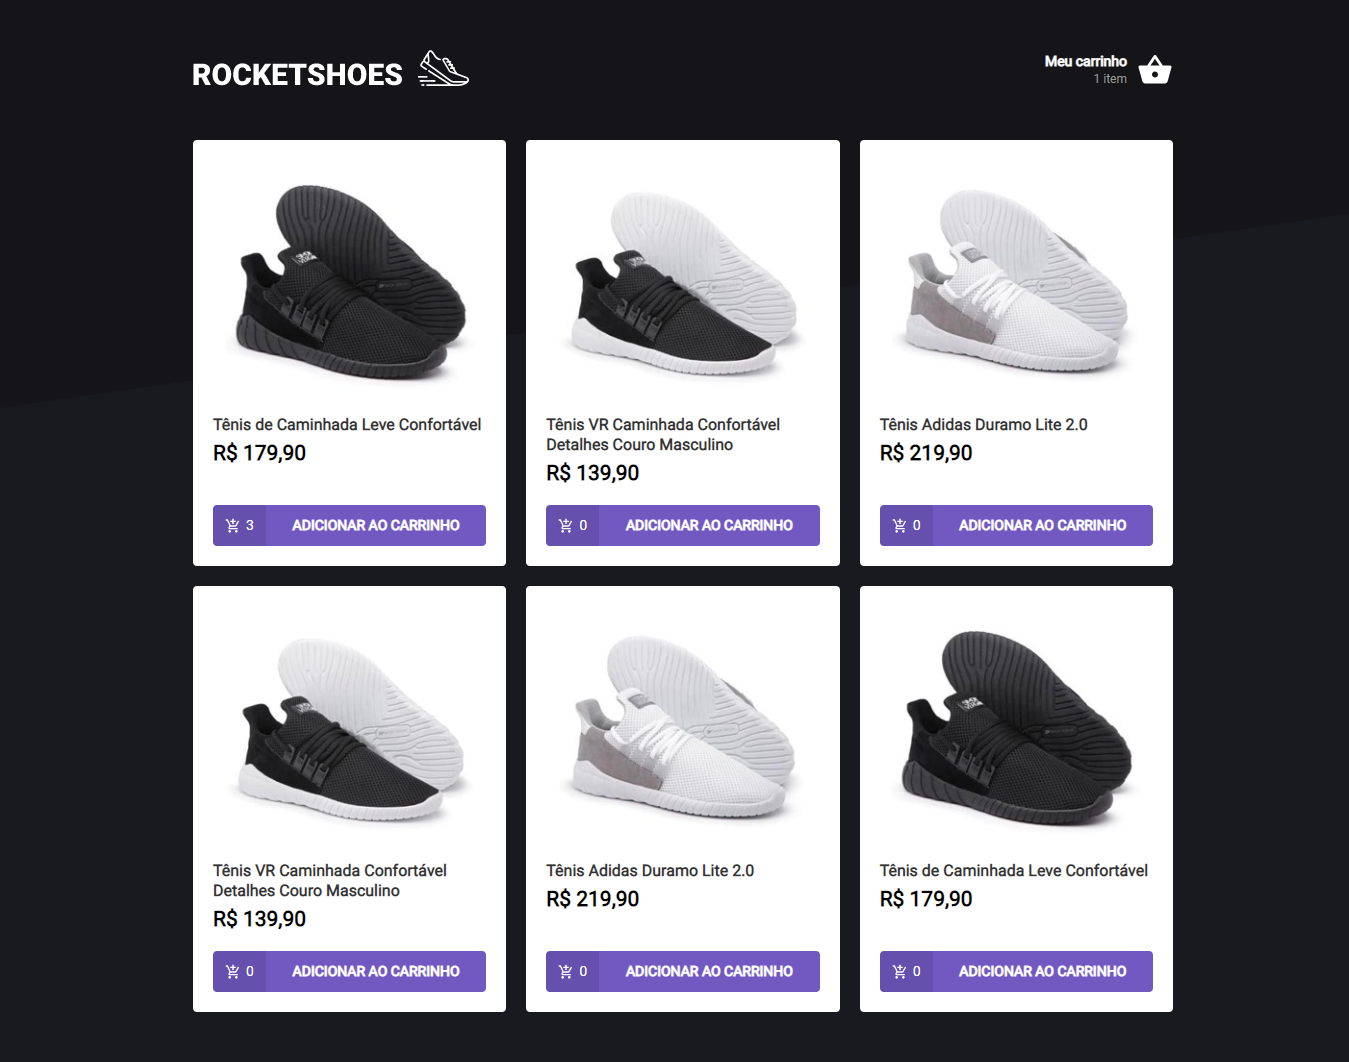 ROCKETSHOES
Meu carrinho
1 item
Tênis de Caminhada Leve Confortável
R$ 179,90
3 ADICIONAR AO CARRINHO
Tênis VR Caminhada Confortável
Detalhes Couro Masculino
R$ 139,90
0 ADICIONAR AO CARRINHO
Tênis Adidas Duramo Lite 2.0
R$ 219,90
0 ADICIONAR AO CARRINHO
Tênis VR Caminhada Confortável
Detalhes Couro Masculino
R$ 139,90
0 ADICIONAR AO CARRINHO
Tênis Adidas Duramo Lite 2.0
R$ 219,90
0 ADICIONAR AO CARRINHO
Tênis de Caminhada Leve Confortável
R$ 179,90
0 ADICIONAR AO CARRINHO